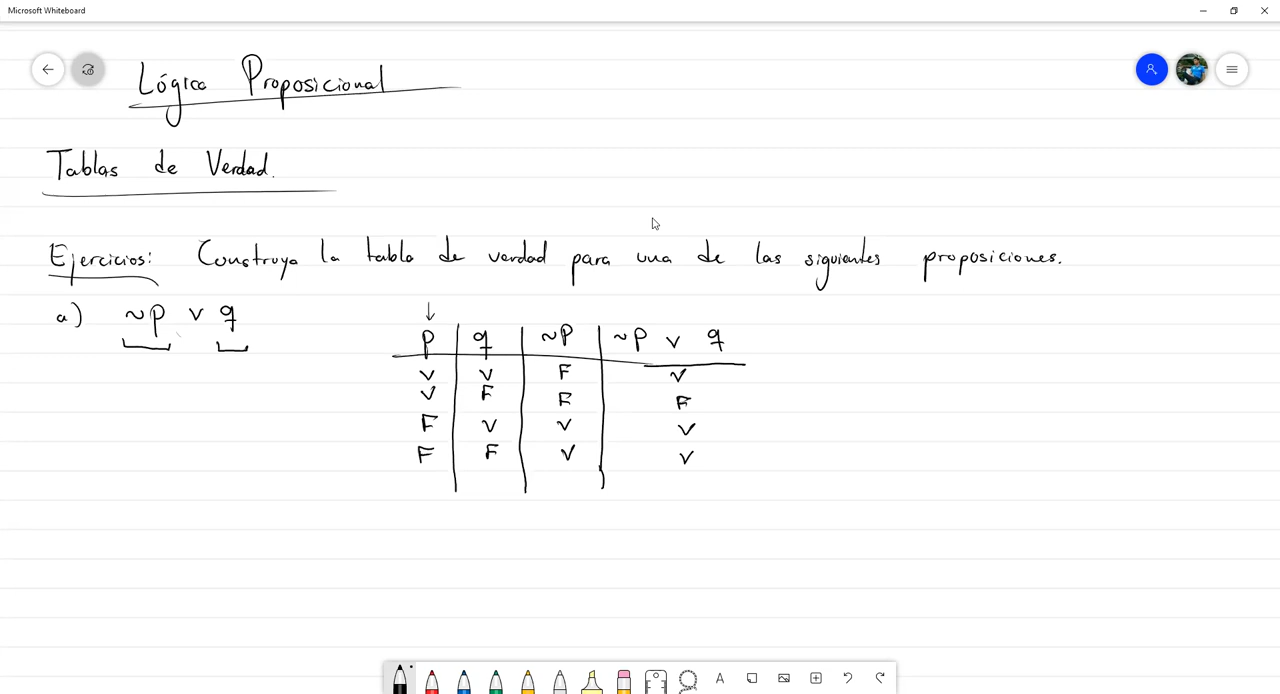 Microsoft Whiteboard
Lógica Proposicional
Tablas de Verdad.
Ejercicios: Construya la tabla de verdad para una de las siguientes proposiciones.
a) ~p v q
p q ~p ~p v q
V V F V
V F F F
F V V V
F F V V
A